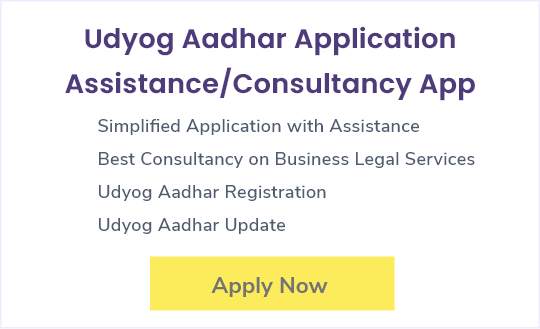 Udyog Aadhar Application
Assistance/Consultancy App
Simplified Application with Assistance
Best Consultancy on Business Legal Services
Udyog Aadhar Registration
Udyog Aadhar Update
Apply Now